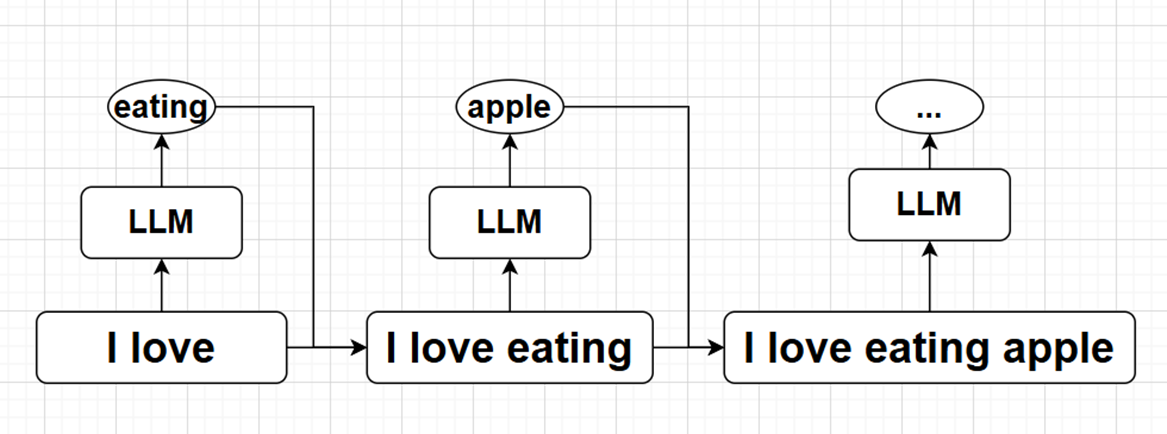 eating
apple
...
LLM
LLM
LLM
I love
I love eating
I love eating apple